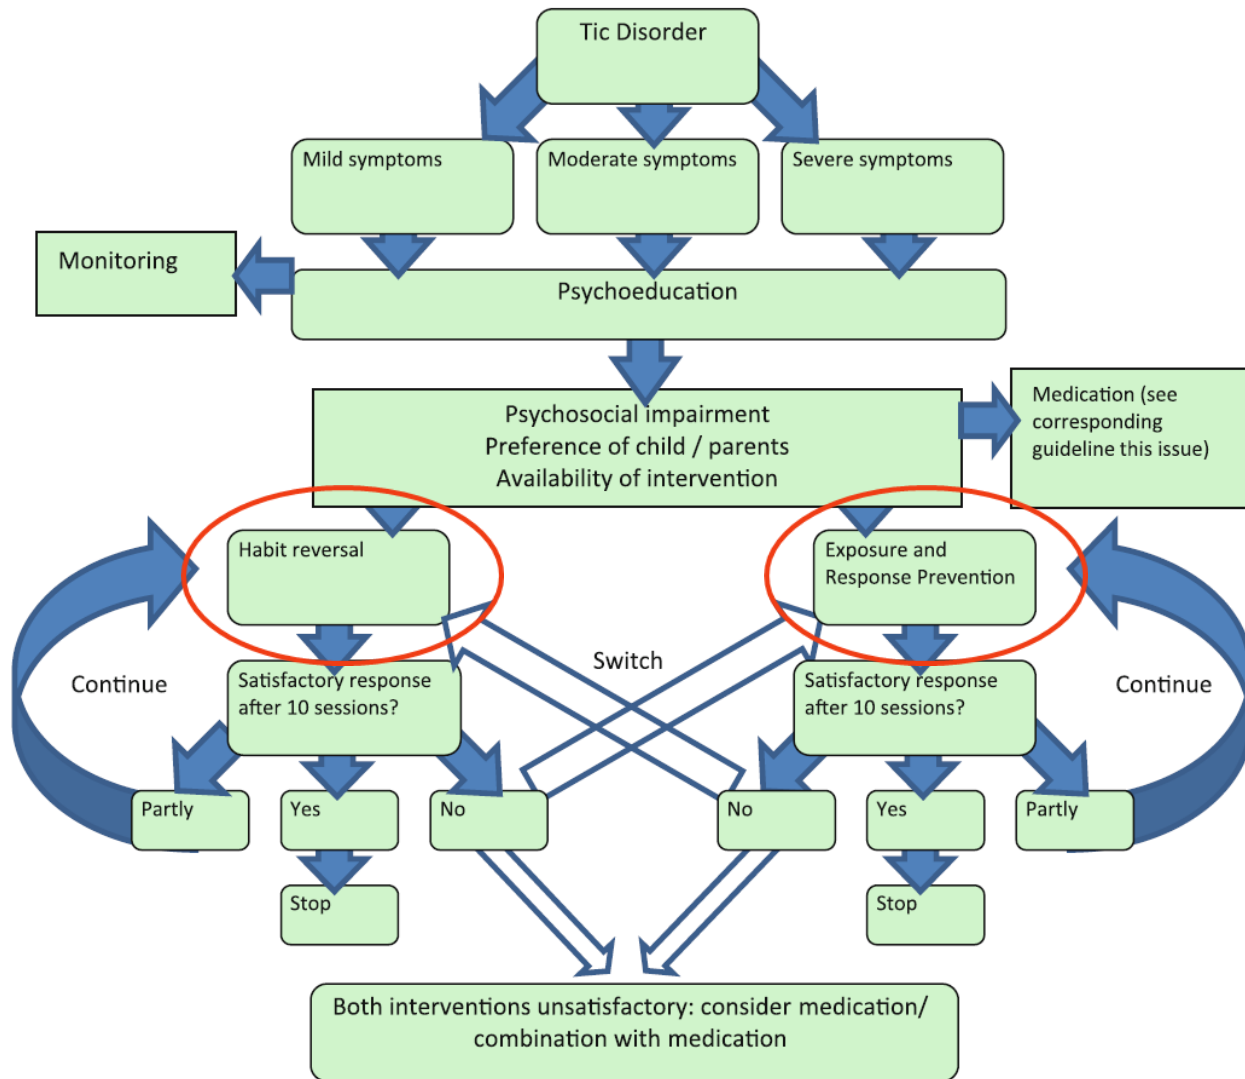 Tic Disorder
Mild symptoms
Moderate symptoms
Severe symptoms
Monitoring
Psychoeducation
Psychosocial impairment
Preference of child / parents
Availability of intervention
Medication (see
corresponding
guideline this issue)
Habit reversal
Exposure and
Response Prevention
Switch
Continue
Satisfactory response
after 10 sessions?
Satisfactory response
after 10 sessions?
Continue
Partly
Yes
No
No
Yes
Partly
Stop
Stop
Both interventions unsatisfactory: consider medication/
combination with medication